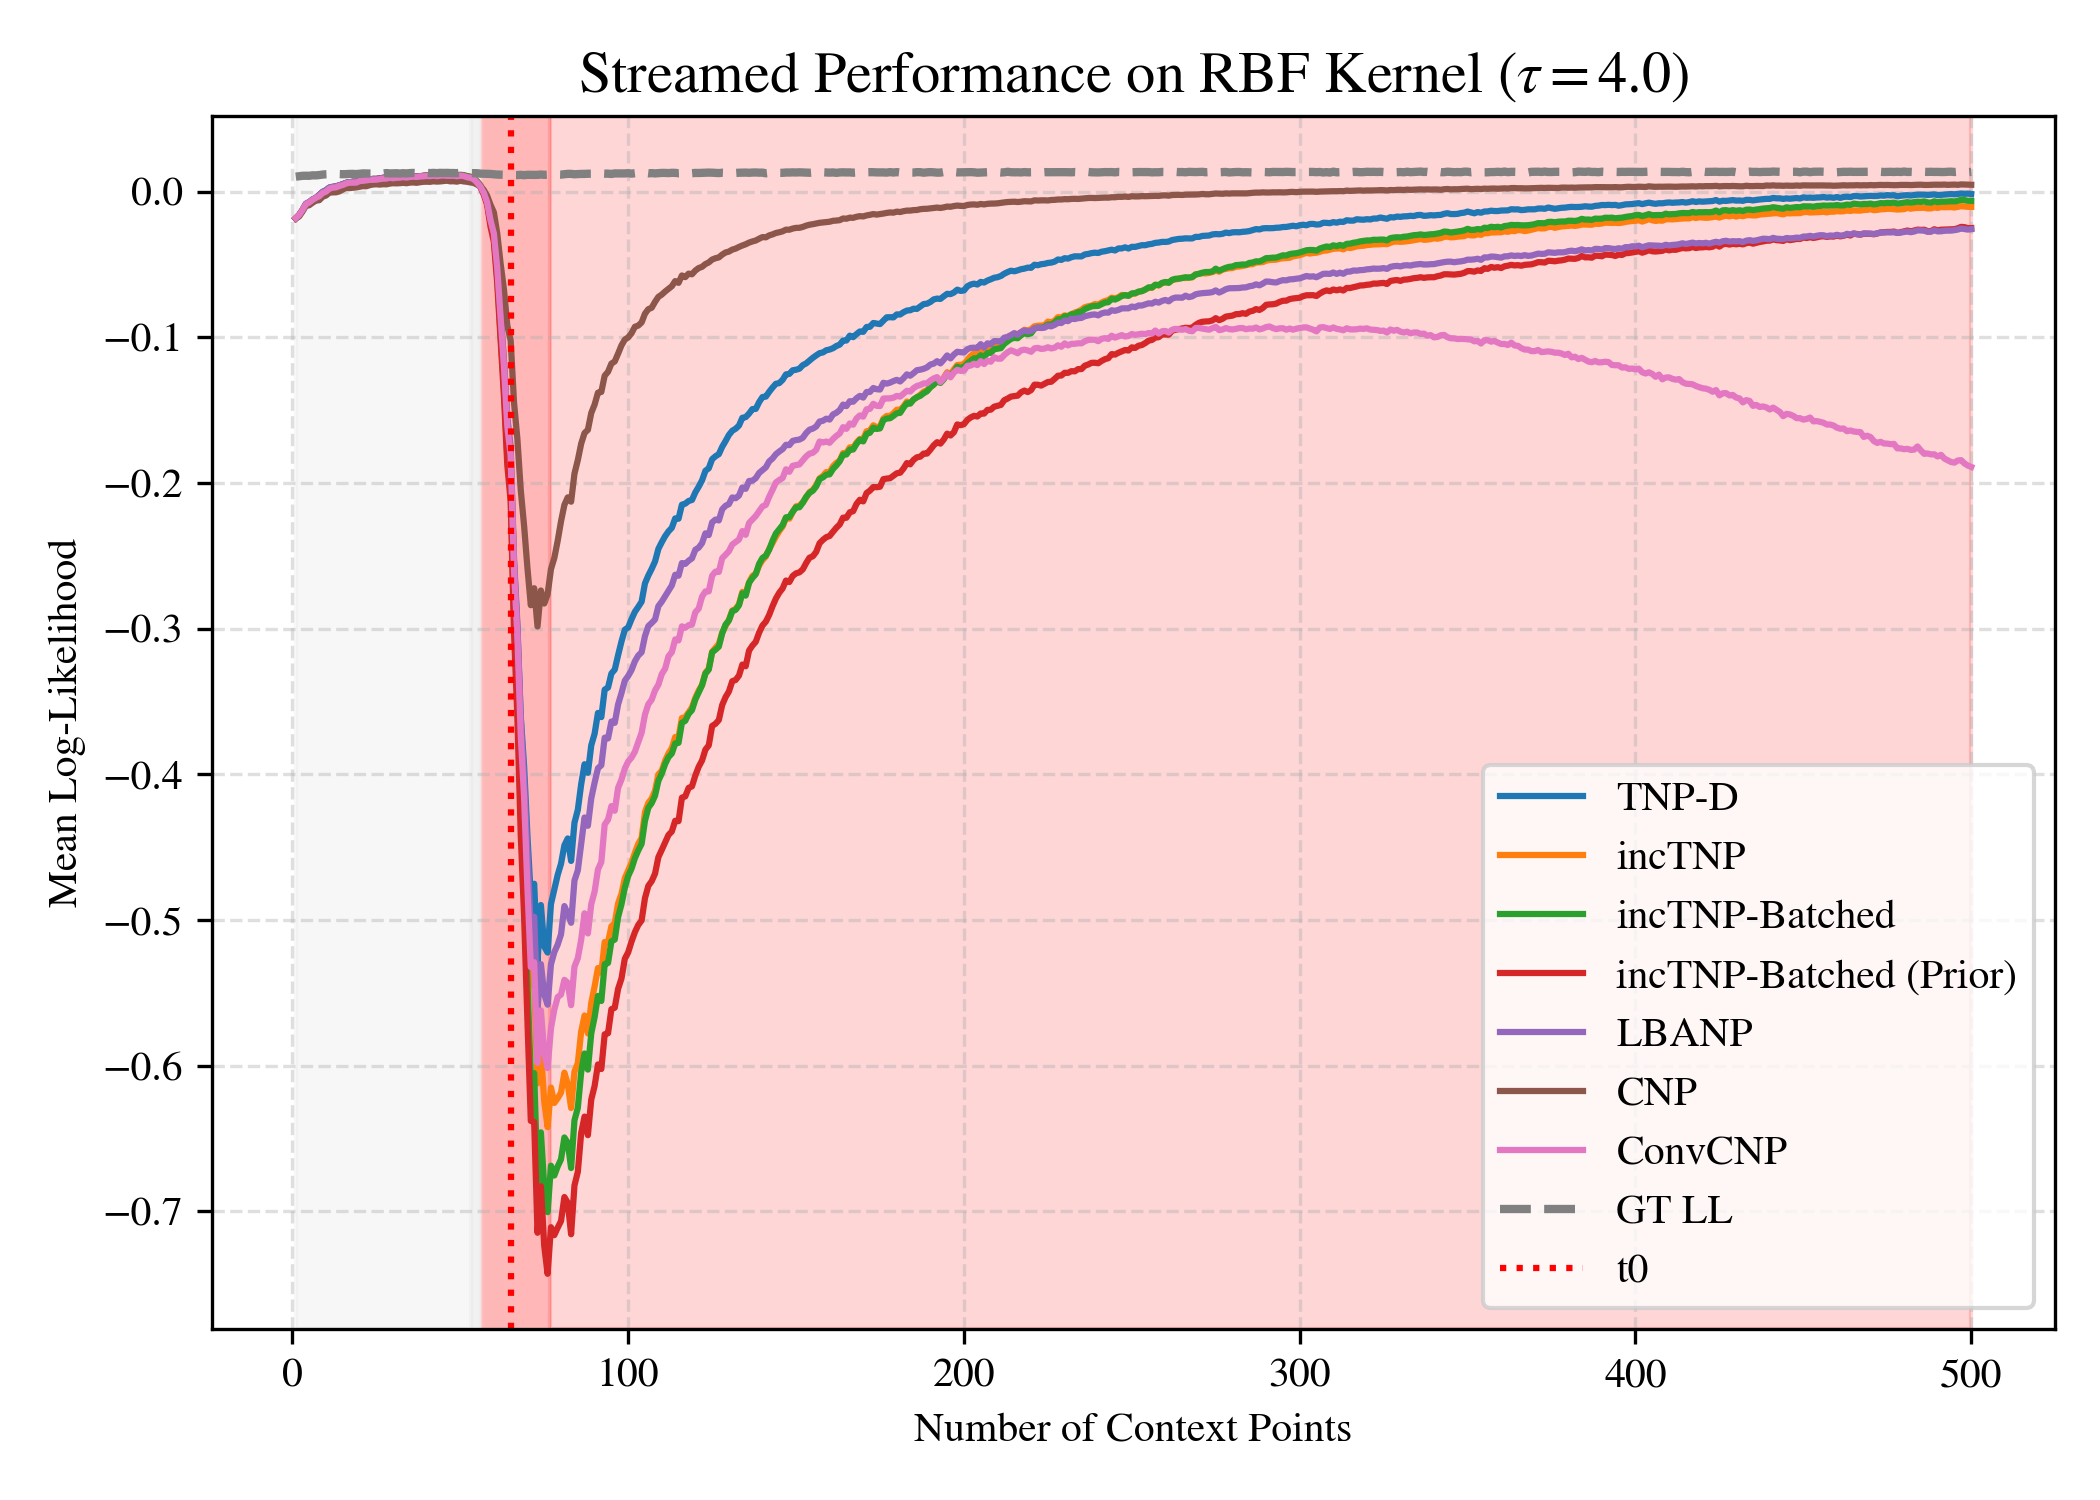 Streamed Performance on RBF Kernel (τ = 4.0)
Mean Log-Likelihood
0.0
−0.1
−0.2
−0.3
−0.4
−0.5
−0.6
−0.7
TNP-D
incTNP
incTNP-Batched
incTNP-Batched (Prior)
LBANP
CNP
ConvCNP
GT LL
t0
0 100 200 300 400 500
Number of Context Points